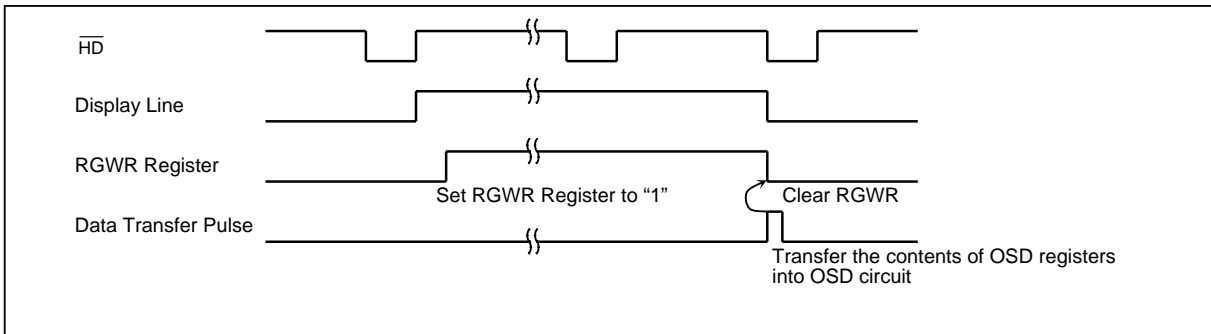 HD
Display Line
RGWR Register
Set RGWR Register to “1”
Clear RGWR
Data Transfer Pulse
Transfer the contents of OSD registers
into OSD circuit